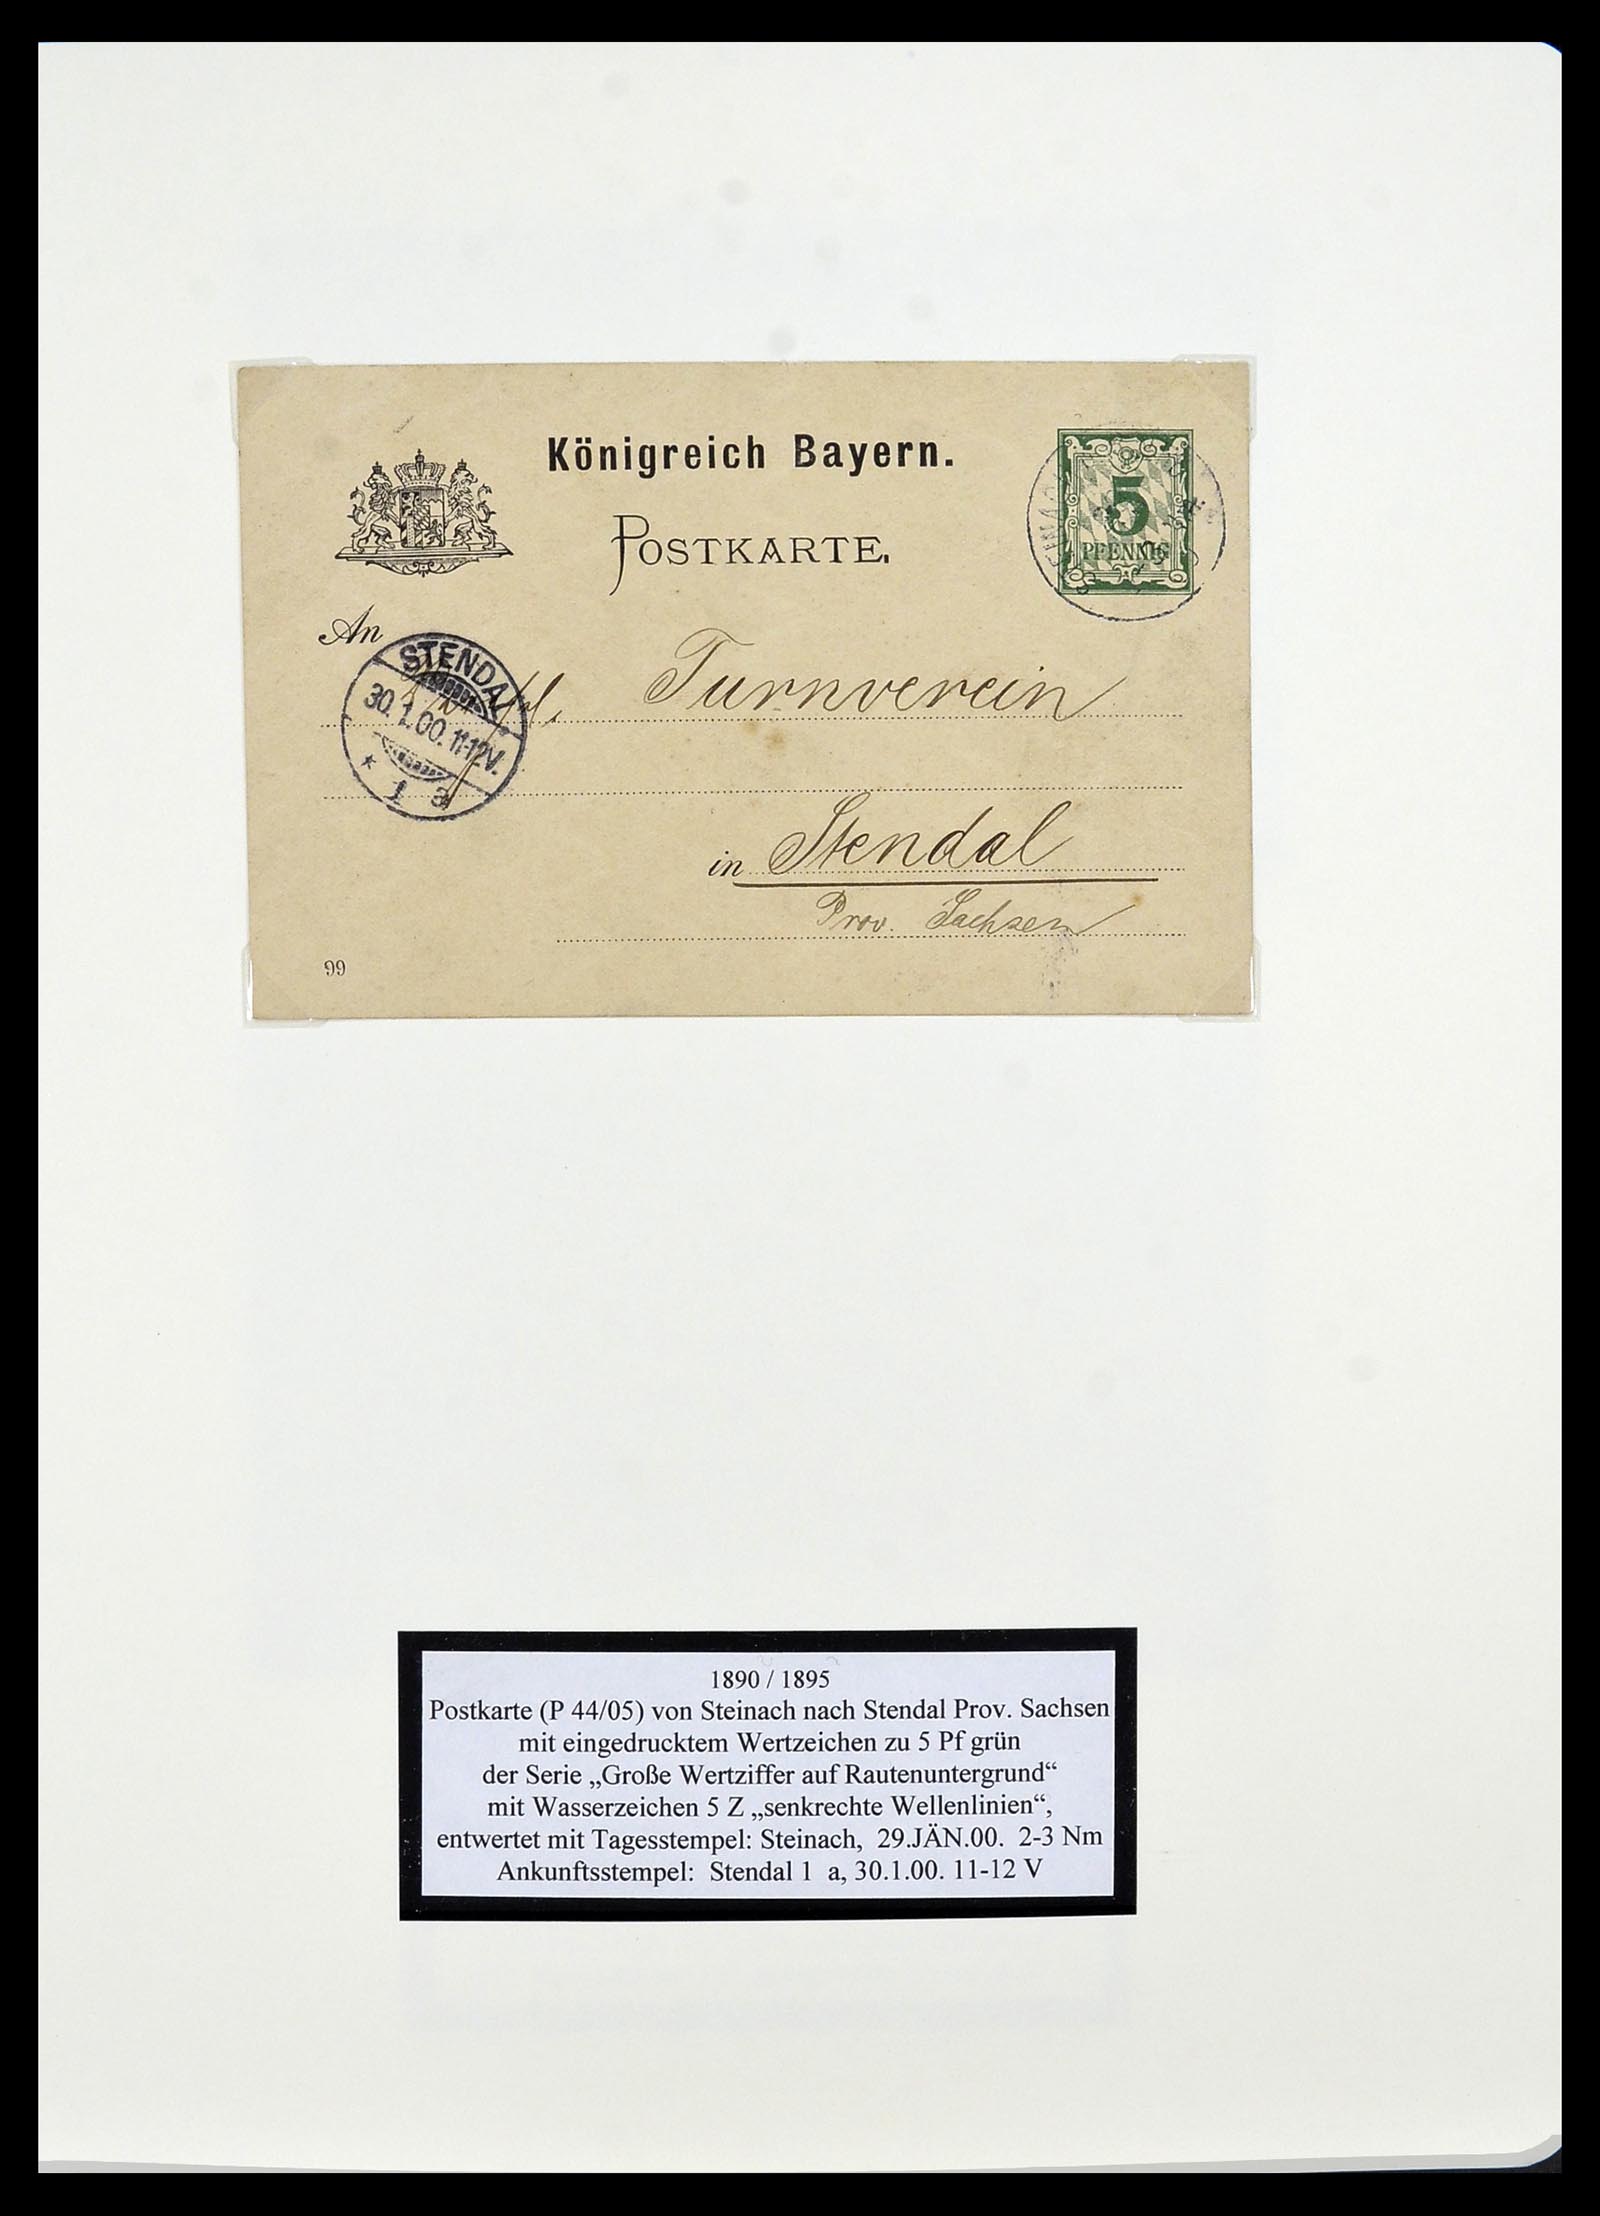 Königreich Bayern.
POSTKARTE.
5
PFENNIG
An
STENDAL
30.1.00.11-12V.
* 1 a
Turnverein
in Stendal
Prov. Sachsen
99
1890 / 1895
Postkarte (P 44/05) von Steinach nach Stendal Prov. Sachsen
mit eingedrucktem Wertzeichen zu 5 Pf grün
der Serie „Große Wertziffer auf Rautenuntergrund“
mit Wasserzeichen 5 Z „senkrechte Wellenlinien“,
entwertet mit Tagesstempel: Steinach, 29.JÄN.00. 2-3 Nm
Ankunftsstempel: Stendal 1 a, 30.1.00. 11-12 V